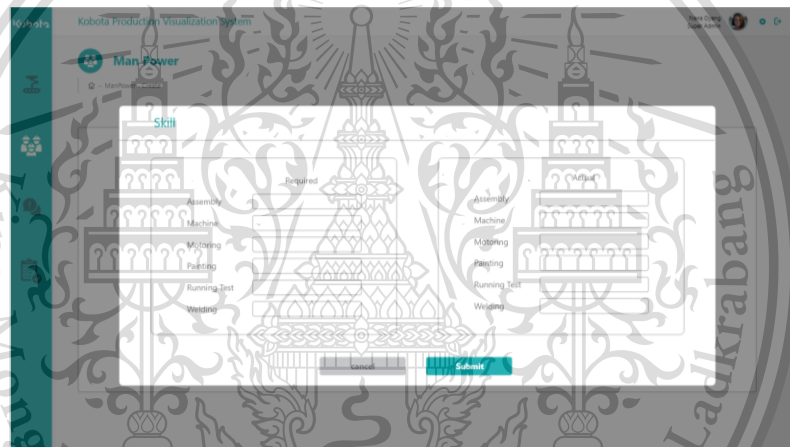 Kubota
Kobota Production Visualization System
Super Admin
Man Power
Skill
Required
Assembly
Machine
Motoring
Painting
Running Test
Welding
Actual
Assembly
Machine
Motoring
Painting
Running Test
Welding
cancel
Submit
Ladkrabang